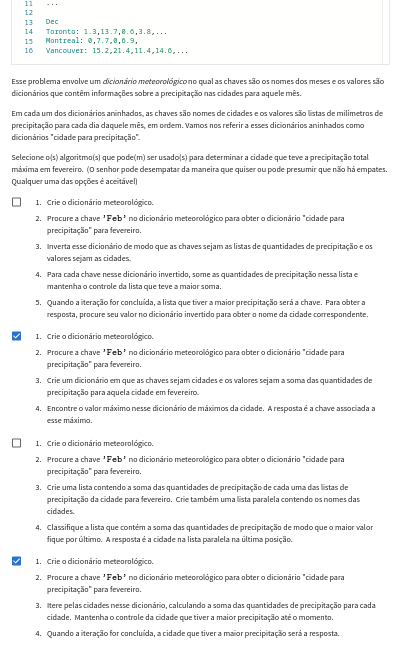 11 ...
12
13 Dec
14 Toronto: 1.3,13.7,0.6,3.8,...
15 Montreal: 0,7.7,0,6.9,
16 Vancouver: 15.2,21.4,11.4,14.6,...
Esse problema envolve um dicionário meteorológico no qual as chaves são os nomes dos meses e os valores são
dicionários que contêm informações sobre a precipitação nas cidades para aquele mês.
Em cada um dos dicionários aninhados, as chaves são nomes de cidades e os valores são listas de milímetros de
precipitação para cada dia daquele mês, em ordem. Vamos nos referir a esses dicionários aninhados como
dicionários "cidade para precipitação".
Selecione o(s) algoritmo(s) que pode(m) ser usado(s) para determinar a cidade que teve a precipitação total
máxima em fevereiro. (O senhor pode desempatar da maneira que quiser ou pode presumir que não há empates.
Qualquer uma das opções é aceitável)
1. Crie o dicionário meteorológico.
2. Procure a chave 'Feb' no dicionário meteorológico para obter o dicionário "cidade para
precipitação" para fevereiro.
3. Inverta esse dicionário de modo que as chaves sejam as listas de quantidades de precipitação e os
valores sejam as cidades.
4. Para cada chave nesse dicionário invertido, some as quantidades de precipitação nessa lista e
mantenha o controle da lista que teve a maior soma.
5. Quando a iteração for concluída, a lista que tiver a maior precipitação será a chave. Para obter a
resposta, procure seu valor no dicionário invertido para obter o nome da cidade correspondente.
1. Crie o dicionário meteorológico.
2. Procure a chave 'Feb' no dicionário meteorológico para obter o dicionário "cidade para
precipitação" para fevereiro.
3. Crie um dicionário em que as chaves sejam cidades e os valores sejam a soma das quantidades de
precipitação para aquela cidade em fevereiro.
4. Encontre o valor máximo nesse dicionário de máximos da cidade. A resposta é a chave associada a
esse máximo.
1. Crie o dicionário meteorológico.
2. Procure a chave 'Feb' no dicionário meteorológico para obter o dicionário "cidade para
precipitação" para fevereiro.
3. Crie uma lista contendo a soma das quantidades de precipitação de cada uma das listas de
precipitação da cidade para fevereiro. Crie também uma lista paralela contendo os nomes das
cidades.
4. Classifique a lista que contém a soma das quantidades de precipitação de modo que o maior valor
fique por último. A resposta é a cidade na lista paralela na última posição.
1. Crie o dicionário meteorológico.
2. Procure a chave 'Feb' no dicionário meteorológico para obter o dicionário "cidade para
precipitação" para fevereiro.
3. Itere pelas cidades nesse dicionário, calculando a soma das quantidades de precipitação para cada
cidade. Mantenha o controle da cidade que tiver a maior precipitação até o momento.
4. Quando a iteração for concluída, a cidade que tiver a maior precipitação será a resposta.